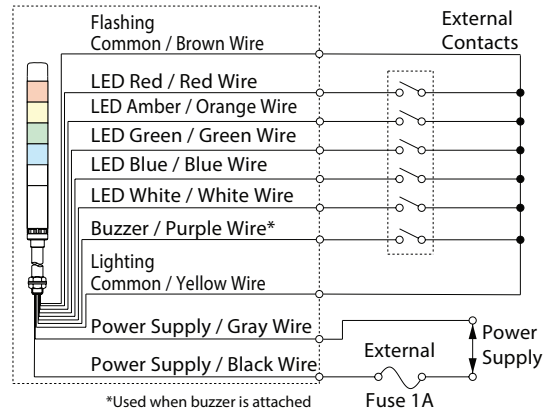 Flashing
Common / Brown Wire
External
Contacts
LED Red / Red Wire
LED Amber / Orange Wire
LED Green / Green Wire
LED Blue / Blue Wire
LED White / White Wire
Buzzer / Purple Wire*
Lighting
Common / Yellow Wire
Power Supply / Gray Wire
Power
Supply
External
Power Supply / Black Wire
Fuse 1A
*Used when buzzer is attached